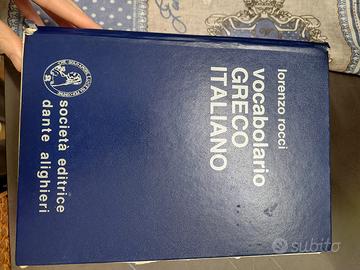 lorenzo rocci
vocabolario
GRECO
ITALIANO
società editrice
dante alighieri
subito